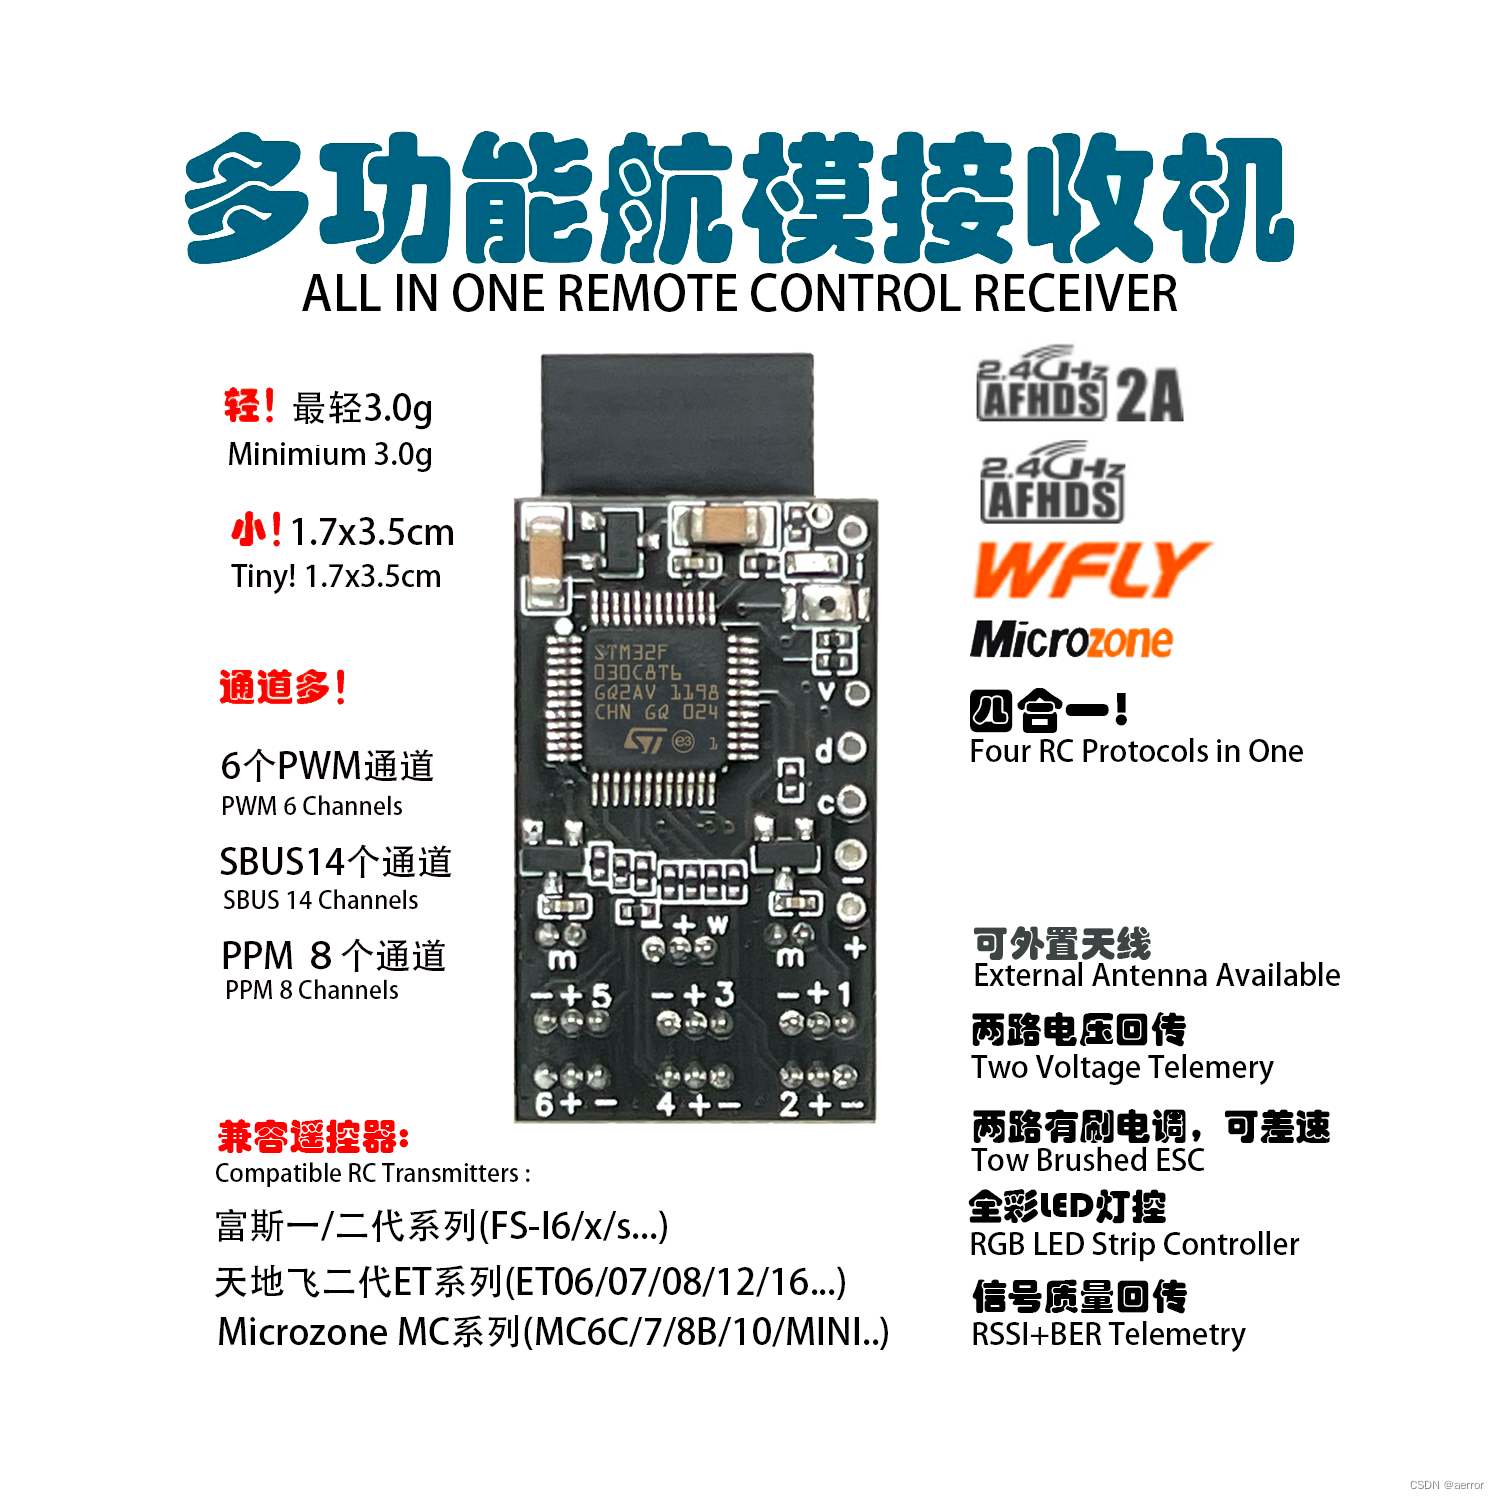 多功能航模接收机
ALL IN ONE REMOTE CONTROL RECEIVER
轻! 最轻3.0g
Minimium 3.0g
小! 1.7x3.5cm
Tiny! 1.7x3.5cm
通道多!
6个PWM通道
PWM 6 Channels
SBUS14个通道
SBUS 14 Channels
PPM 8 个通道
PPM 8 Channels
兼容遥控器:
Compatible RC Transmitters :
富斯一/二代系列(FS-I6/x/s...)
天地飞二代ET系列(ET06/07/08/12/16...)
Microzone MC系列(MC6C/7/8B/10/MINI..)
STM32F
030C8T6
GQ2AV 1198
CHN GQ 024
ST e3 1
i
v
d
c
−
+
− + w
m
m
−+5 −+3 −+1
6+− 4+− 2+−
2.4GHz
AFHDS 2A
2.4GHz
AFHDS
WFLY
Microzone
四合一!
Four RC Protocols in One
可外置天线
External Antenna Available
两路电压回传
Two Voltage Telemery
两路有刷电调，可差速
Tow Brushed ESC
全彩LED灯控
RGB LED Strip Controller
信号质量回传
RSSI+BER Telemetry
CSDN @aerror